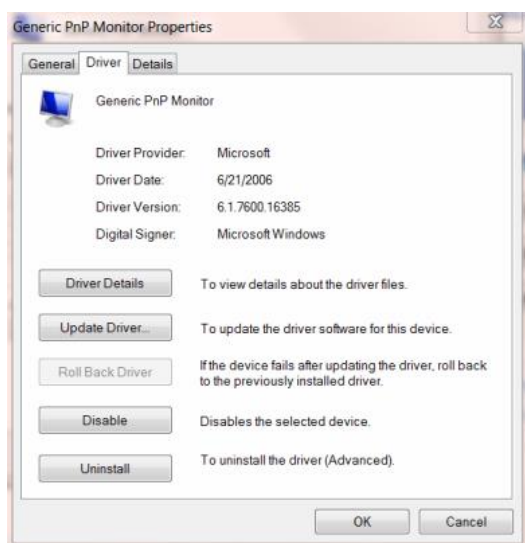 Generic PnP Monitor Properties
General Driver Details
Generic PnP Monitor
Driver Provider: Microsoft
Driver Date: 6/21/2006
Driver Version: 6.1.7600.16385
Digital Signer: Microsoft Windows
Driver Details To view details about the driver files.
Update Driver... To update the driver software for this device.
Roll Back Driver If the device fails after updating the driver, roll back
to the previously installed driver.
Disable Disables the selected device.
Uninstall To uninstall the driver (Advanced).
OK Cancel